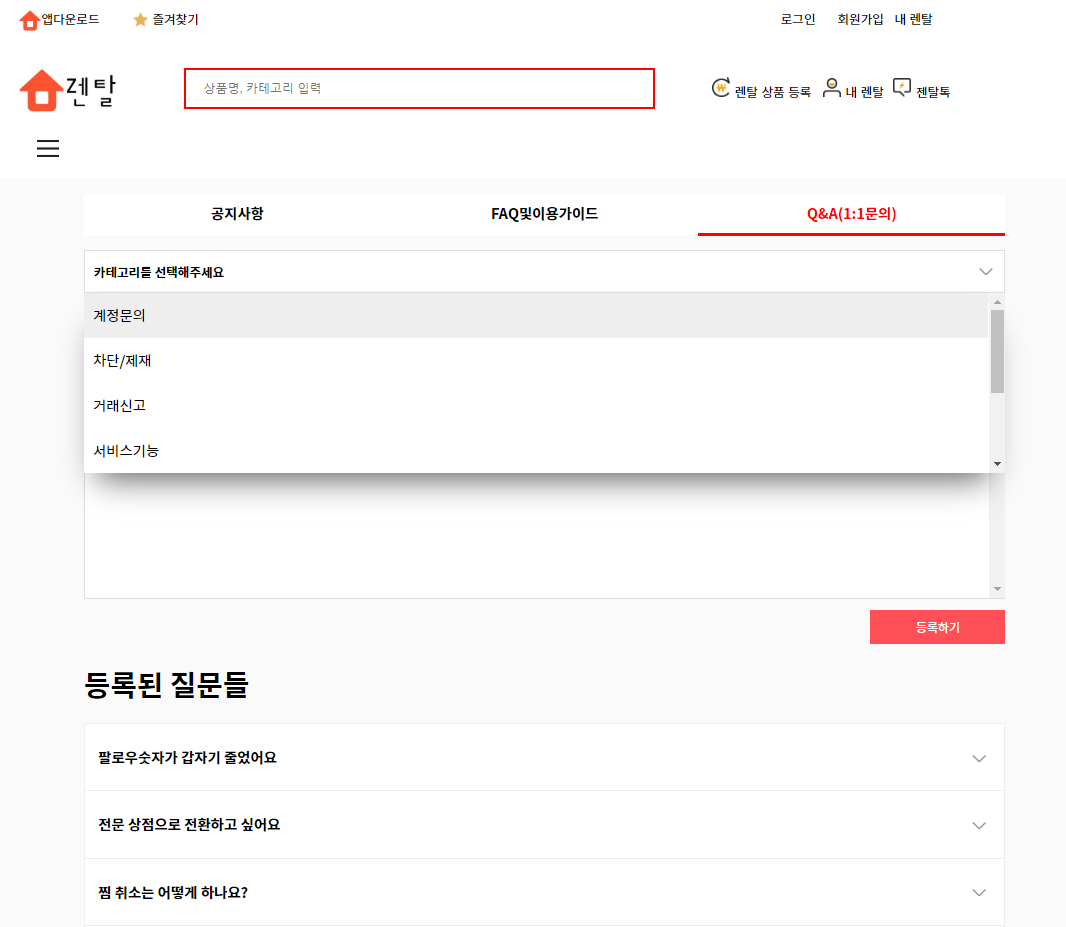 앱다운로드 즐겨찾기 로그인 회원가입 내 렌탈
젠탈 상품명, 카테고리 입력 렌탈 상품 등록 내 렌탈 젠탈톡
공지사항 FAQ및이용가이드 Q&A(1:1문의)
카테고리를 선택해주세요
계정문의
차단/제재
거래신고
서비스기능
등록하기
등록된 질문들
팔로우숫자가 갑자기 줄었어요
전문 상점으로 전환하고 싶어요
찜 취소는 어떻게 하나요?